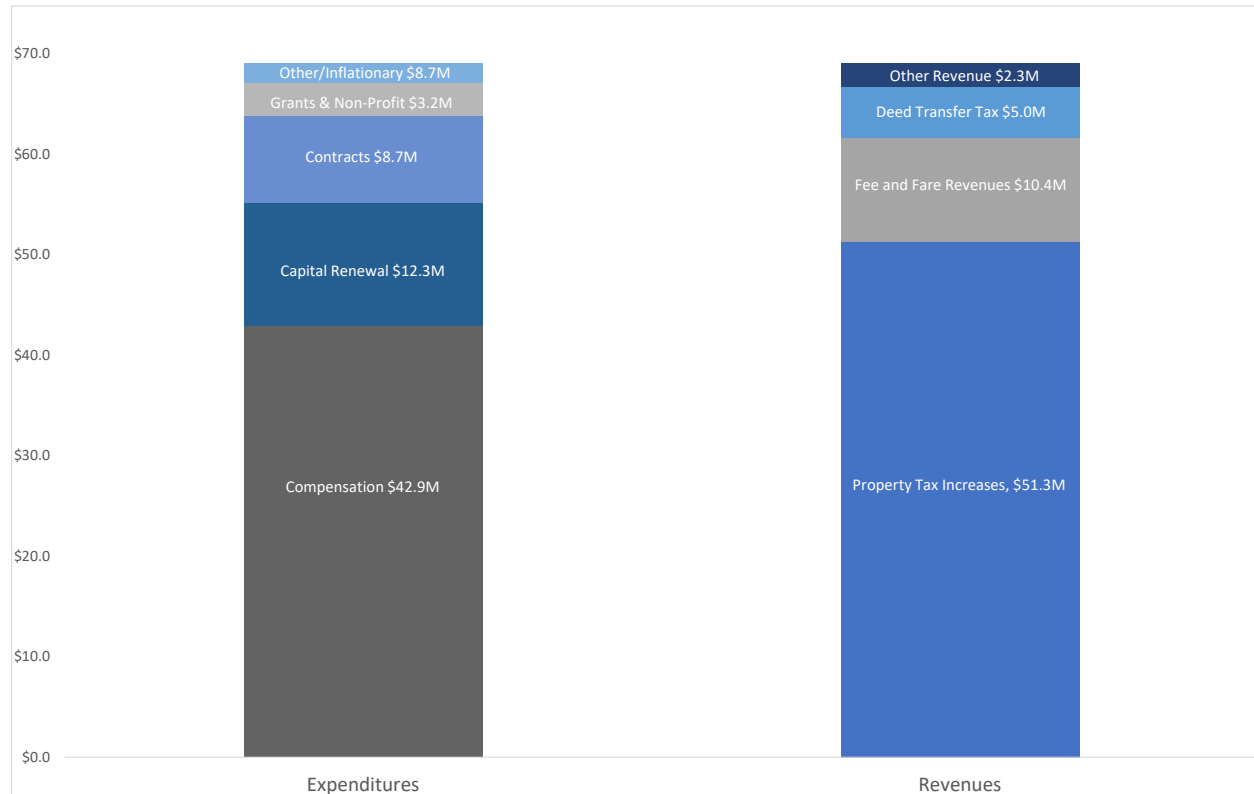 $70.0
$60.0
$50.0
$40.0
$30.0
$20.0
$10.0
$0.0
Other/Inflationary $8.7M
Grants & Non-Profit $3.2M
Contracts $8.7M
Capital Renewal $12.3M
Compensation $42.9M
Other Revenue $2.3M
Deed Transfer Tax $5.0M
Fee and Fare Revenues $10.4M
Property Tax Increases, $51.3M
Expenditures
Revenues